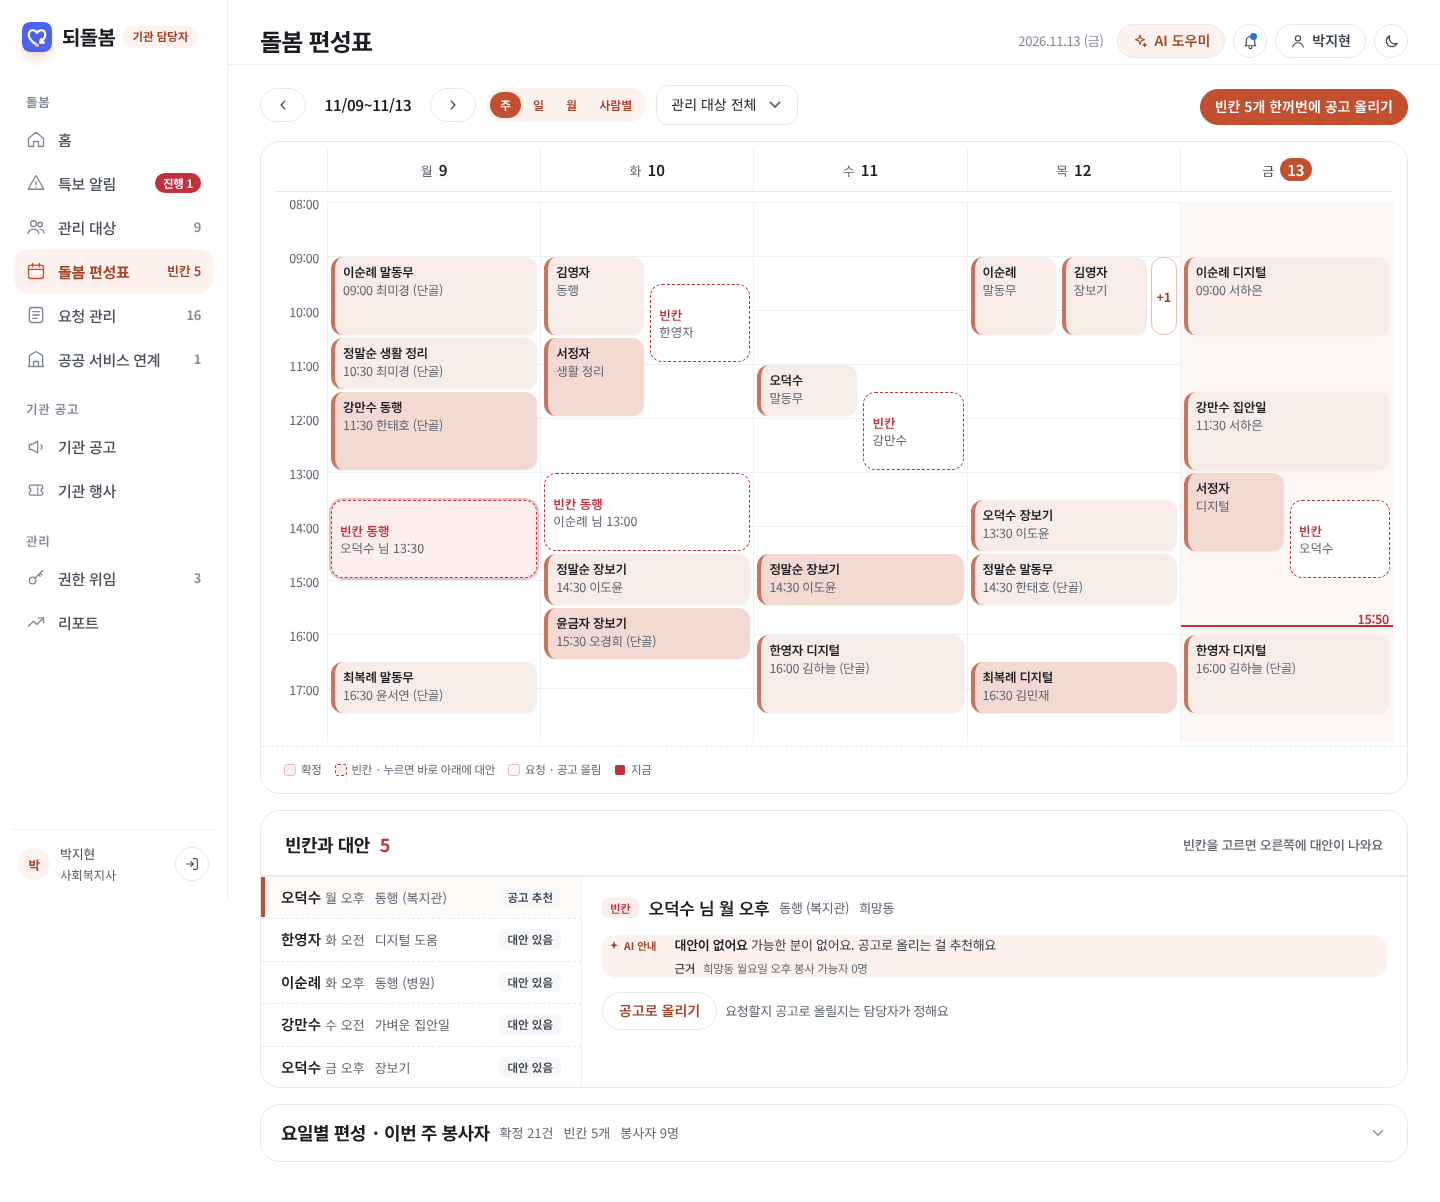 되돌봄 기관 담당자
돌봄
홈
특보 알림 진행 1
관리 대상 9
돌봄 편성표 빈칸 5
요청 관리 16
공공 서비스 연계 1
기관 공고
기관 공고
기관 행사
관리
권한 위임 3
리포트
박 박지현
사회복지사
돌봄 편성표
2026.11.13 (금) AI 도우미 박지현
11/09~11/13 주 일 월 사람별 관리 대상 전체 빈칸 5개 한꺼번에 공고 올리기
월 9 화 10 수 11 목 12 금 13
08:00
09:00
10:00
11:00
12:00
13:00
14:00
15:00
16:00
17:00
이순례 말동무
09:00 최미경 (단골)
정말순 생활 정리
10:30 최미경 (단골)
강만수 동행
11:30 한태호 (단골)
빈칸 동행
오덕수 님 13:30
최복례 말동무
16:30 윤서연 (단골)
김영자
동행
빈칸
한영자
서정자
생활 정리
빈칸 동행
이순례 님 13:00
정말순 장보기
14:30 이도윤
윤금자 장보기
15:30 오경희 (단골)
오덕수
말동무
빈칸
강만수
정말순 장보기
14:30 이도윤
한영자 디지털
16:00 김하늘 (단골)
이순례
말동무
김영자
장보기
+1
오덕수 장보기
13:30 이도윤
정말순 말동무
14:30 한태호 (단골)
최복례 디지털
16:30 김민재
이순례 디지털
09:00 서하은
강만수 집안일
11:30 서하은
서정자
디지털
빈칸
오덕수
15:50
한영자 디지털
16:00 김하늘 (단골)
확정 빈칸 · 누르면 바로 아래에 대안 요청 · 공고 올림 지금
빈칸과 대안 5 빈칸을 고르면 오른쪽에 대안이 나와요
오덕수 월 오후 동행 (복지관) 공고 추천
한영자 화 오전 디지털 도움 대안 있음
이순례 화 오후 동행 (병원) 대안 있음
강만수 수 오전 가벼운 집안일 대안 있음
오덕수 금 오후 장보기 대안 있음
빈칸 오덕수 님 월 오후 동행 (복지관) 희망동
AI 안내 대안이 없어요 가능한 분이 없어요. 공고로 올리는 걸 추천해요
근거 희망동 월요일 오후 봉사 가능자 0명
공고로 올리기 요청할지 공고로 올릴지는 담당자가 정해요
요일별 편성 · 이번 주 봉사자 확정 21건 빈칸 5개 봉사자 9명